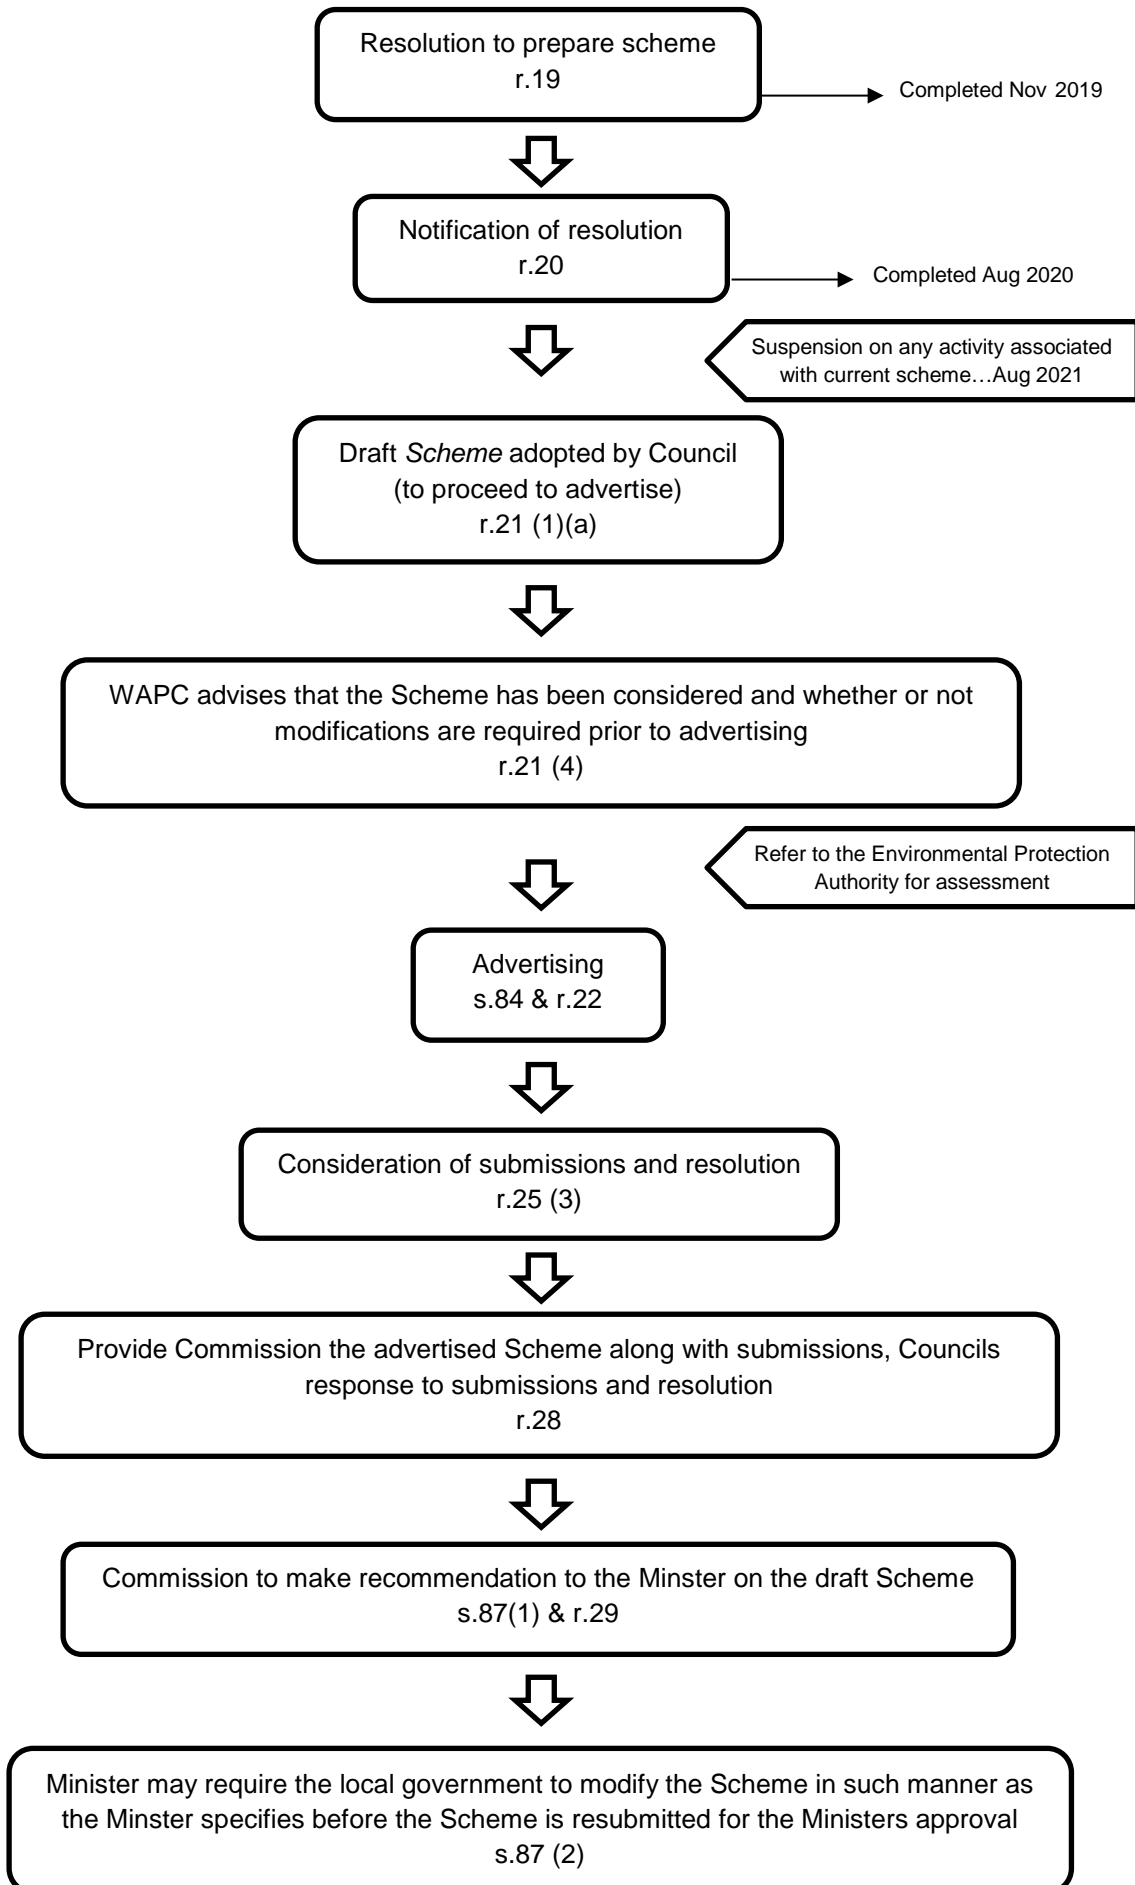 Resolution to prepare scheme
r.19
Completed Nov 2019
Notification of resolution
r.20
Completed Aug 2020
Suspension on any activity associated
with current scheme…Aug 2021
Draft Scheme adopted by Council
(to proceed to advertise)
r.21 (1)(a)
WAPC advises that the Scheme has been considered and whether or not
modifications are required prior to advertising
r.21 (4)
Refer to the Environmental Protection
Authority for assessment
Advertising
s.84 & r.22
Consideration of submissions and resolution
r.25 (3)
Provide Commission the advertised Scheme along with submissions, Councils
response to submissions and resolution
r.28
Commission to make recommendation to the Minster on the draft Scheme
s.87(1) & r.29
Minister may require the local government to modify the Scheme in such manner as
the Minster specifies before the Scheme is resubmitted for the Ministers approval
s.87 (2)